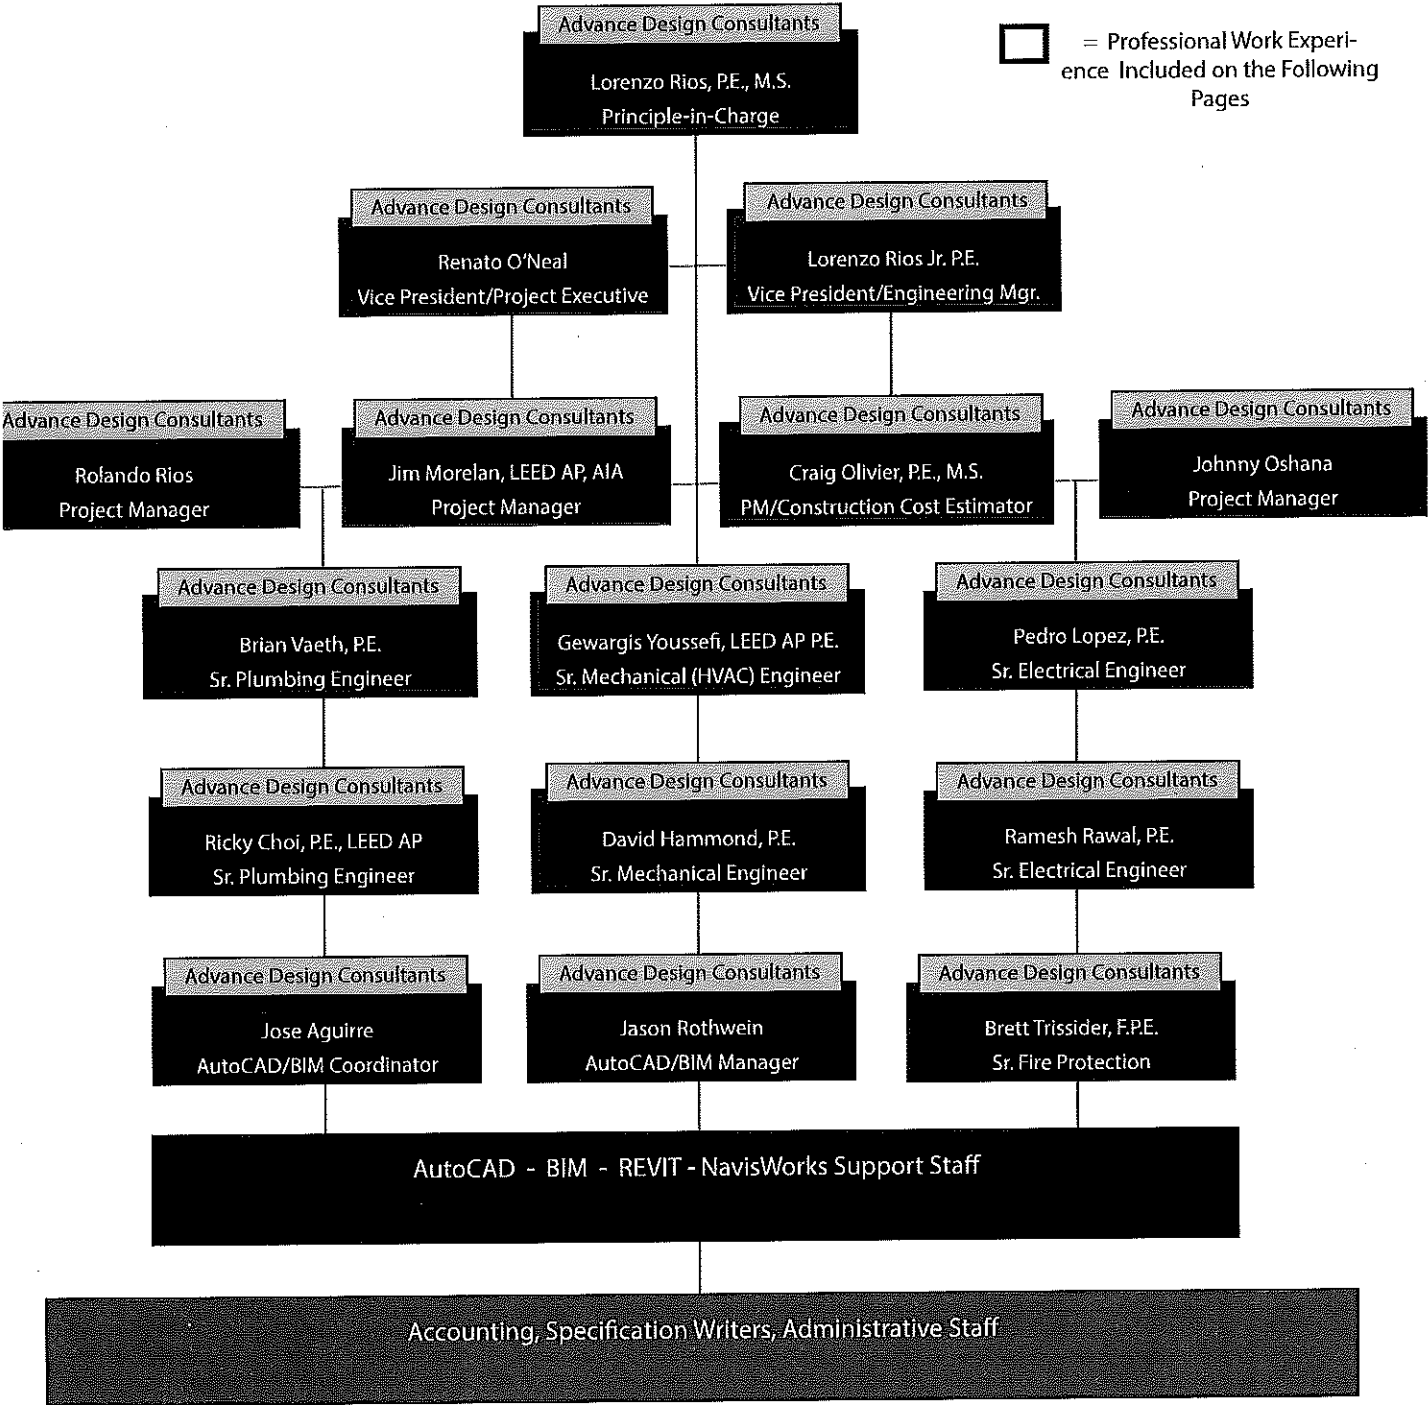 Advance Design Consultants
Lorenzo Rios, P.E., M.S.
Principle-in-Charge
= Professional Work Experi-
ence Included on the Following
Pages
Advance Design Consultants
Renato O'Neal
Vice President/Project Executive
Advance Design Consultants
Lorenzo Rios Jr. P.E.
Vice President/Engineering Mgr.
Advance Design Consultants
Rolando Rios
Project Manager
Advance Design Consultants
Jim Morelan, LEED AP, AIA
Project Manager
Advance Design Consultants
Craig Olivier, P.E., M.S.
PM/Construction Cost Estimator
Advance Design Consultants
Johnny Oshana
Project Manager
Advance Design Consultants
Brian Vaeth, P.E.
Sr. Plumbing Engineer
Advance Design Consultants
Gewargis Youssefi, LEED AP P.E.
Sr. Mechanical (HVAC) Engineer
Advance Design Consultants
Pedro Lopez, P.E.
Sr. Electrical Engineer
Advance Design Consultants
Ricky Choi, P.E., LEED AP
Sr. Plumbing Engineer
Advance Design Consultants
David Hammond, P.E.
Sr. Mechanical Engineer
Advance Design Consultants
Ramesh Rawal, P.E.
Sr. Electrical Engineer
Advance Design Consultants
Jose Aguirre
AutoCAD/BIM Coordinator
Advance Design Consultants
Jason Rothwein
AutoCAD/BIM Manager
Advance Design Consultants
Brett Trissider, F.P.E.
Sr. Fire Protection
AutoCAD - BIM - REVIT - NavisWorks Support Staff
Accounting, Specification Writers, Administrative Staff